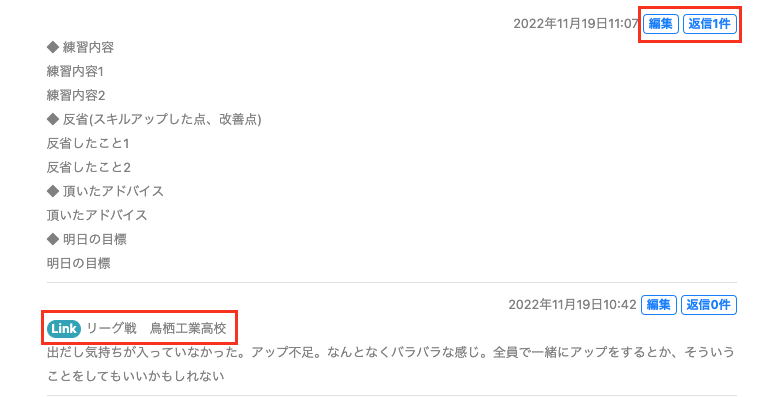 2022年11月19日11:07 編集 返信1件
◆ 練習内容
練習内容1
練習内容2
◆ 反省(スキルアップした点、改善点)
反省したこと1
反省したこと2
◆ 頂いたアドバイス
頂いたアドバイス
◆ 明日の目標
明日の目標
2022年11月19日10:42 編集 返信0件
Link リーグ戦　鳥栖工業高校
出だし気持ちが入っていなかった。アップ不足。なんとなくバラバラな感じ。全員で一緒にアップをするとか、そういう
ことをしてもいいかもしれない